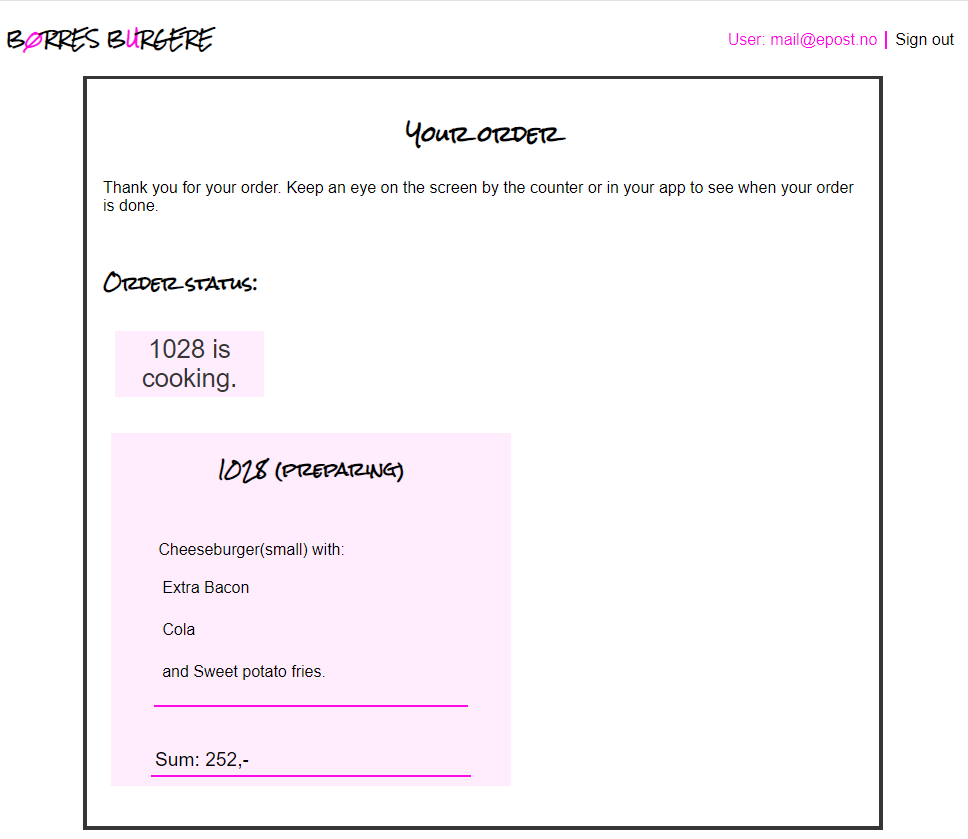 BØRRES BURGERE
User: mail@epost.no | Sign out
Your order
Thank you for your order. Keep an eye on the screen by the counter or in your app to see when your order
is done.
Order status:
1028 is
cooking.
1028 (preparing)
Cheeseburger(small) with:
Extra Bacon
Cola
and Sweet potato fries.
Sum: 252,-